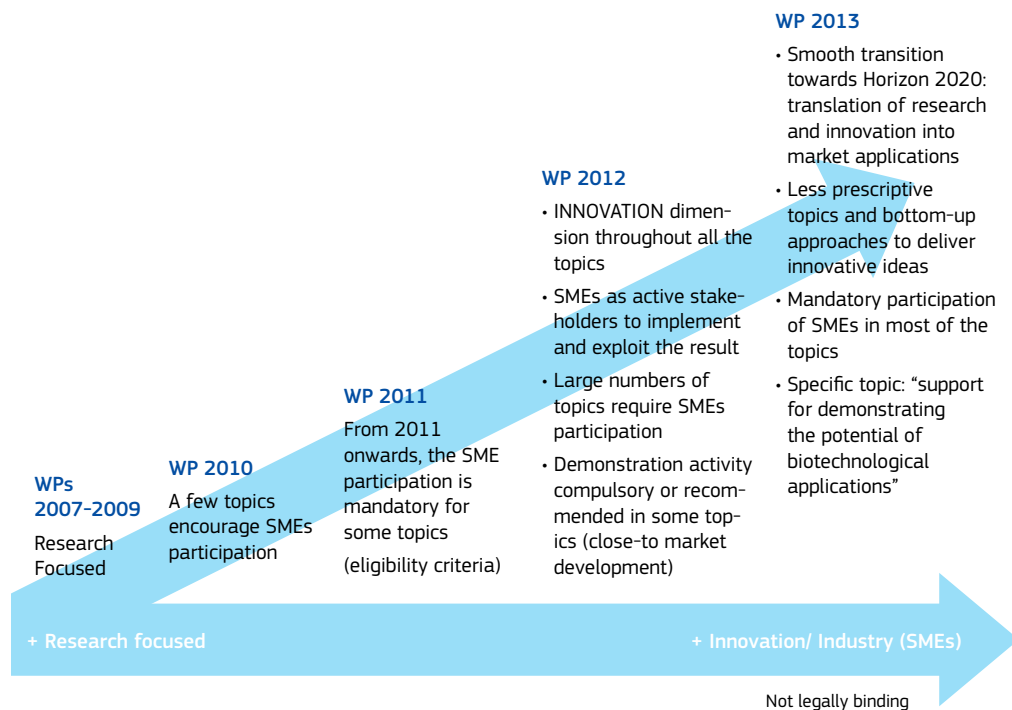 WPs
2007-2009
Research
Focused
WP 2010
A few topics
encourage SMEs
participation
WP 2011
From 2011
onwards, the SME
participation is
mandatory for
some topics
(eligibility criteria)
WP 2012
• INNOVATION dimen-
sion throughout all the
topics
• SMEs as active stake-
holders to implement
and exploit the result
• Large numbers of
topics require SMEs
participation
• Demonstration activity
compulsory or recom-
mended in some top-
ics (close-to market
development)
WP 2013
• Smooth transition
towards Horizon 2020:
translation of research
and innovation into
market applications
• Less prescriptive
topics and bottom-up
approaches to deliver
innovative ideas
• Mandatory participation
of SMEs in most of the
topics
• Specific topic: “support
for demonstrating
the potential of
biotechnological
applications”
+ Research focused
+ Innovation/ Industry (SMEs)
Not legally binding